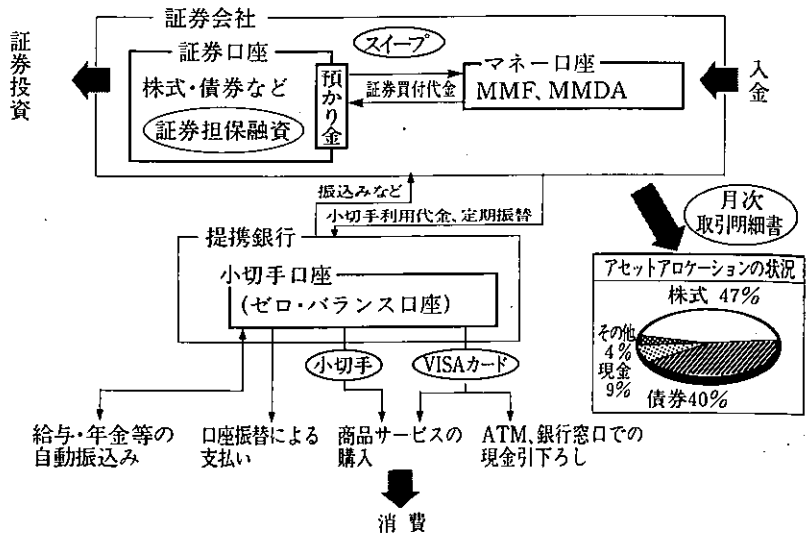 証券会社
証券投資
証券口座
株式・債券など
証券担保融資
預かり金
スイープ
証券買付代金
マネー口座
MMF、MMDA
入金
振込みなど
小切手利用代金、定期振替
月次
取引明細書
提携銀行
小切手口座
(ゼロ・バランス口座)
アセットアロケーションの状況
株式 47%
その他
4%
現金
9%
債券40%
小切手
VISAカード
給与・年金等の
自動振込み
口座振替による
支払い
商品サービスの
購入
ATM、銀行窓口での
現金引下ろし
消費